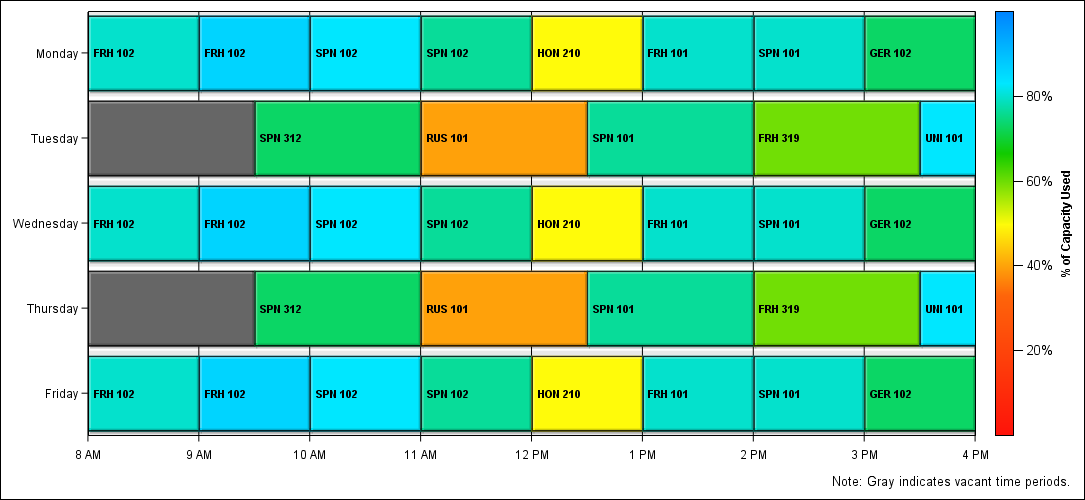 Monday FRH 102 FRH 102 SPN 102 SPN 102 HON 210 FRH 101 SPN 101 GER 102
Tuesday SPN 312 RUS 101 SPN 101 FRH 319 UNI 101
Wednesday FRH 102 FRH 102 SPN 102 SPN 102 HON 210 FRH 101 SPN 101 GER 102
Thursday SPN 312 RUS 101 SPN 101 FRH 319 UNI 101
Friday FRH 102 FRH 102 SPN 102 SPN 102 HON 210 FRH 101 SPN 101 GER 102
8 AM 9 AM 10 AM 11 AM 12 PM 1 PM 2 PM 3 PM 4 PM
80%
60%
40%
20%
% of Capacity Used
Note: Gray indicates vacant time periods.